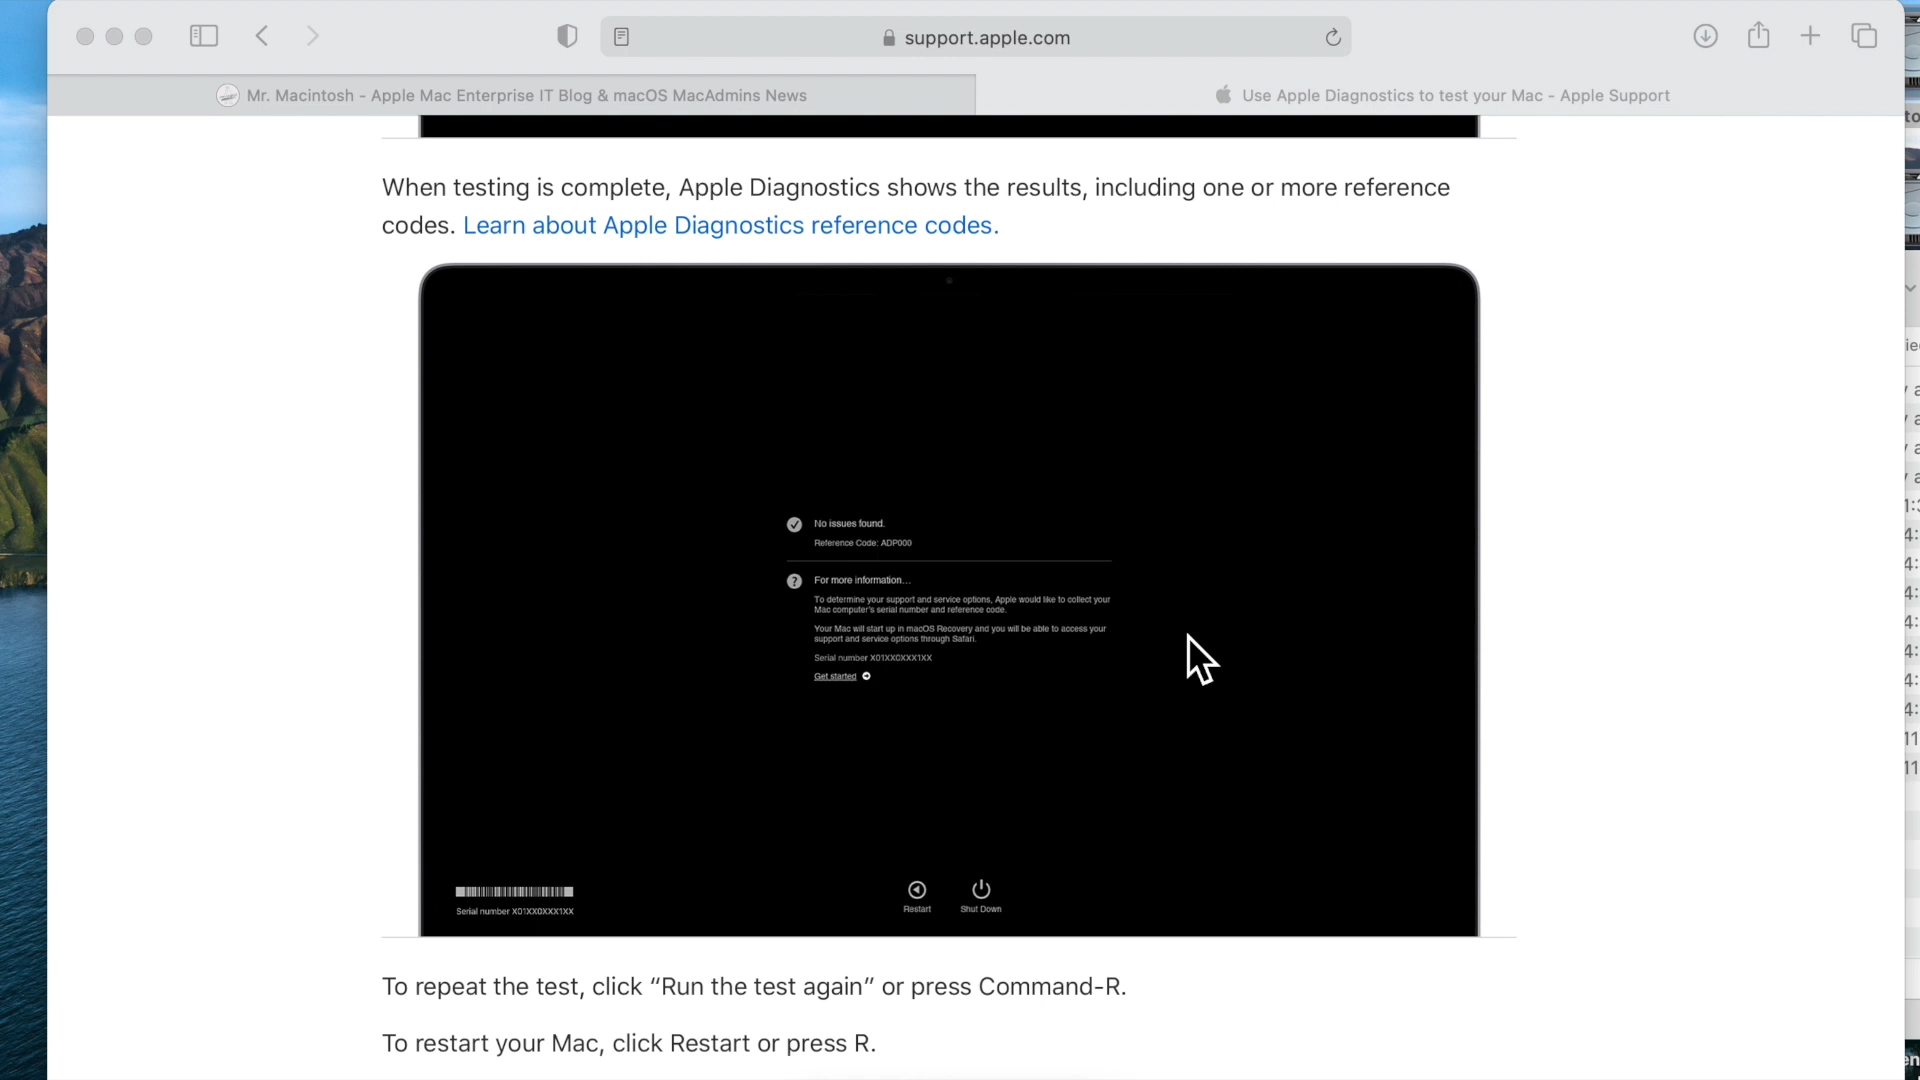 support.apple.com
Mr. Macintosh - Apple Mac Enterprise IT Blog & macOS MacAdmins News
Use Apple Diagnostics to test your Mac - Apple Support
When testing is complete, Apple Diagnostics shows the results, including one or more reference
codes. Learn about Apple Diagnostics reference codes.
No issues found.
Reference Code: ADP000
For more information...
To determine your support and service options, Apple would like to collect your
Mac computer's serial number and reference code.
Your Mac will start up in macOS Recovery and you will be able to access your
support and service options through Safari.
Serial number X01XX0XXX1XX
Get started
Restart
Shut Down
Serial number X01XX0XXX1XX
To repeat the test, click “Run the test again” or press Command-R.
To restart your Mac, click Restart or press R.